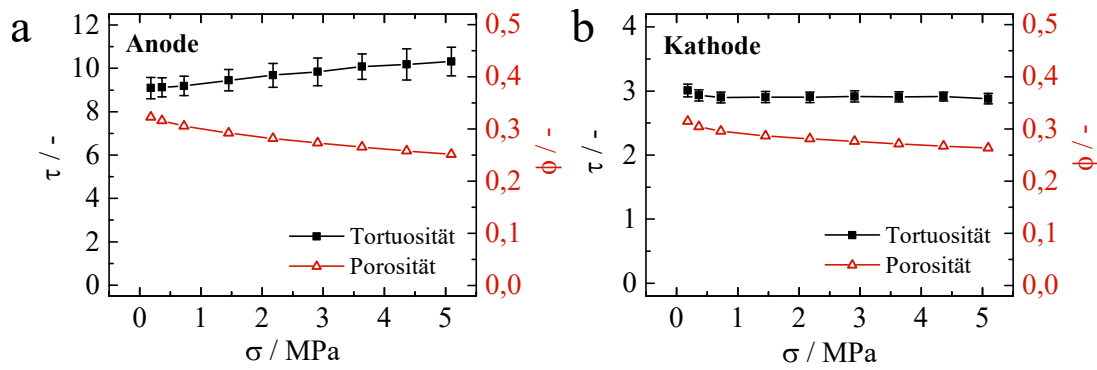 a
Anode
12
10
8
6
4
2
0
τ / -
0,5
0,4
0,3
0,2
0,1
0,0
ϕ / -
Tortuosität
Porosität
0 1 2 3 4 5
σ / MPa
b
Kathode
4
3
2
1
0
τ / -
0,5
0,4
0,3
0,2
0,1
0,0
ϕ / -
Tortuosität
Porosität
0 1 2 3 4 5
σ / MPa